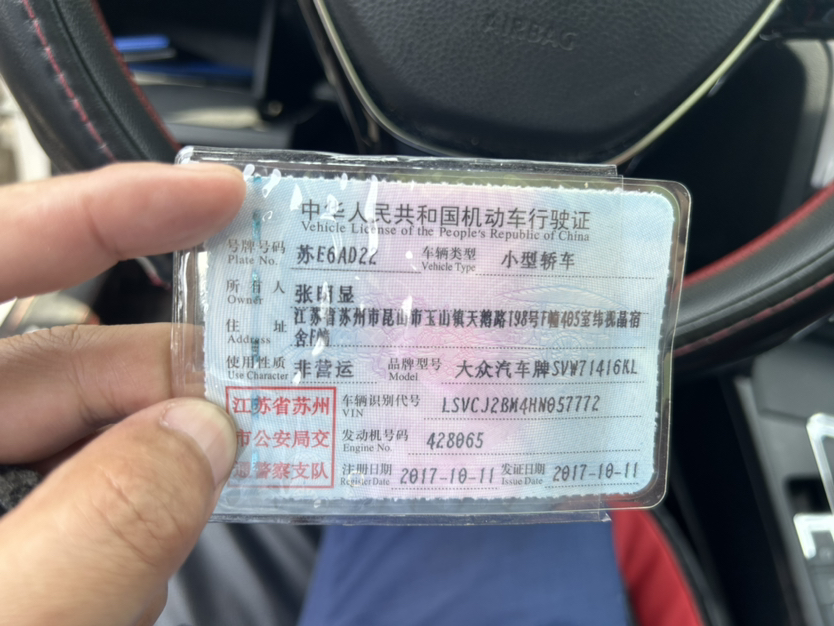 AIRBAG
中华人民共和国机动车行驶证
Vehicle License of the People's Republic of China
号牌号码 苏E6AD22 车辆类型 小型轿车
Plate No. Vehicle Type
所有人 张明显
Owner
住址 江苏省苏州市昆山市玉山镇天鹅路198号F幢405室纬视晶宿
Address 舍F幢
使用性质 非营运 品牌型号 大众汽车牌SVW71416KL
Use Character Model
江苏省苏州 车辆识别代号 LSVCJ2BM4HN057772
VIN
市公安局交 发动机号码 428065
Engine No.
通警察支队 注册日期 2017-10-11 发证日期 2017-10-11
Register Date Issue Date